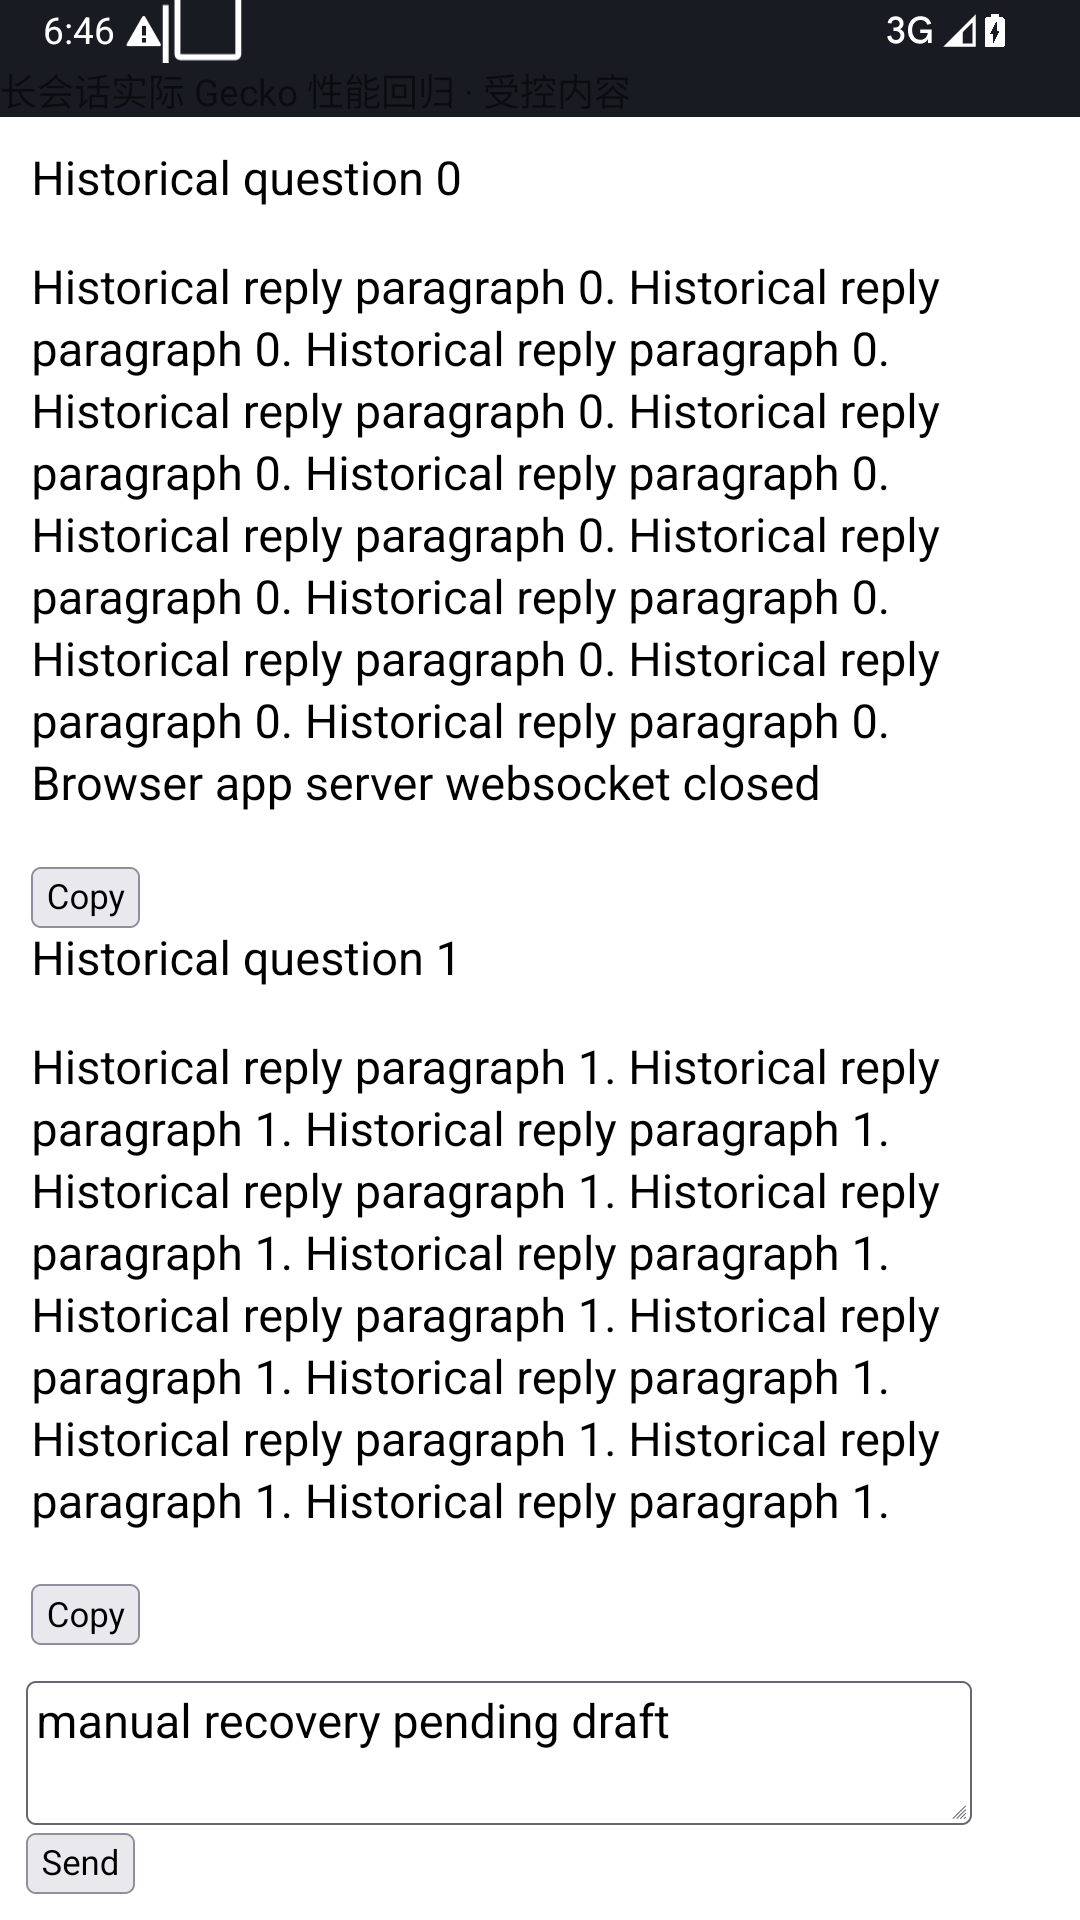 6:46
3G
长会话实际 Gecko 性能回归 · 受控内容
Historical question 0
Historical reply paragraph 0. Historical reply
paragraph 0. Historical reply paragraph 0.
Historical reply paragraph 0. Historical reply
paragraph 0. Historical reply paragraph 0.
Historical reply paragraph 0. Historical reply
paragraph 0. Historical reply paragraph 0.
Historical reply paragraph 0. Historical reply
paragraph 0. Historical reply paragraph 0.
Browser app server websocket closed
Copy
Historical question 1
Historical reply paragraph 1. Historical reply
paragraph 1. Historical reply paragraph 1.
Historical reply paragraph 1. Historical reply
paragraph 1. Historical reply paragraph 1.
Historical reply paragraph 1. Historical reply
paragraph 1. Historical reply paragraph 1.
Historical reply paragraph 1. Historical reply
paragraph 1. Historical reply paragraph 1.
Copy
manual recovery pending draft
Send